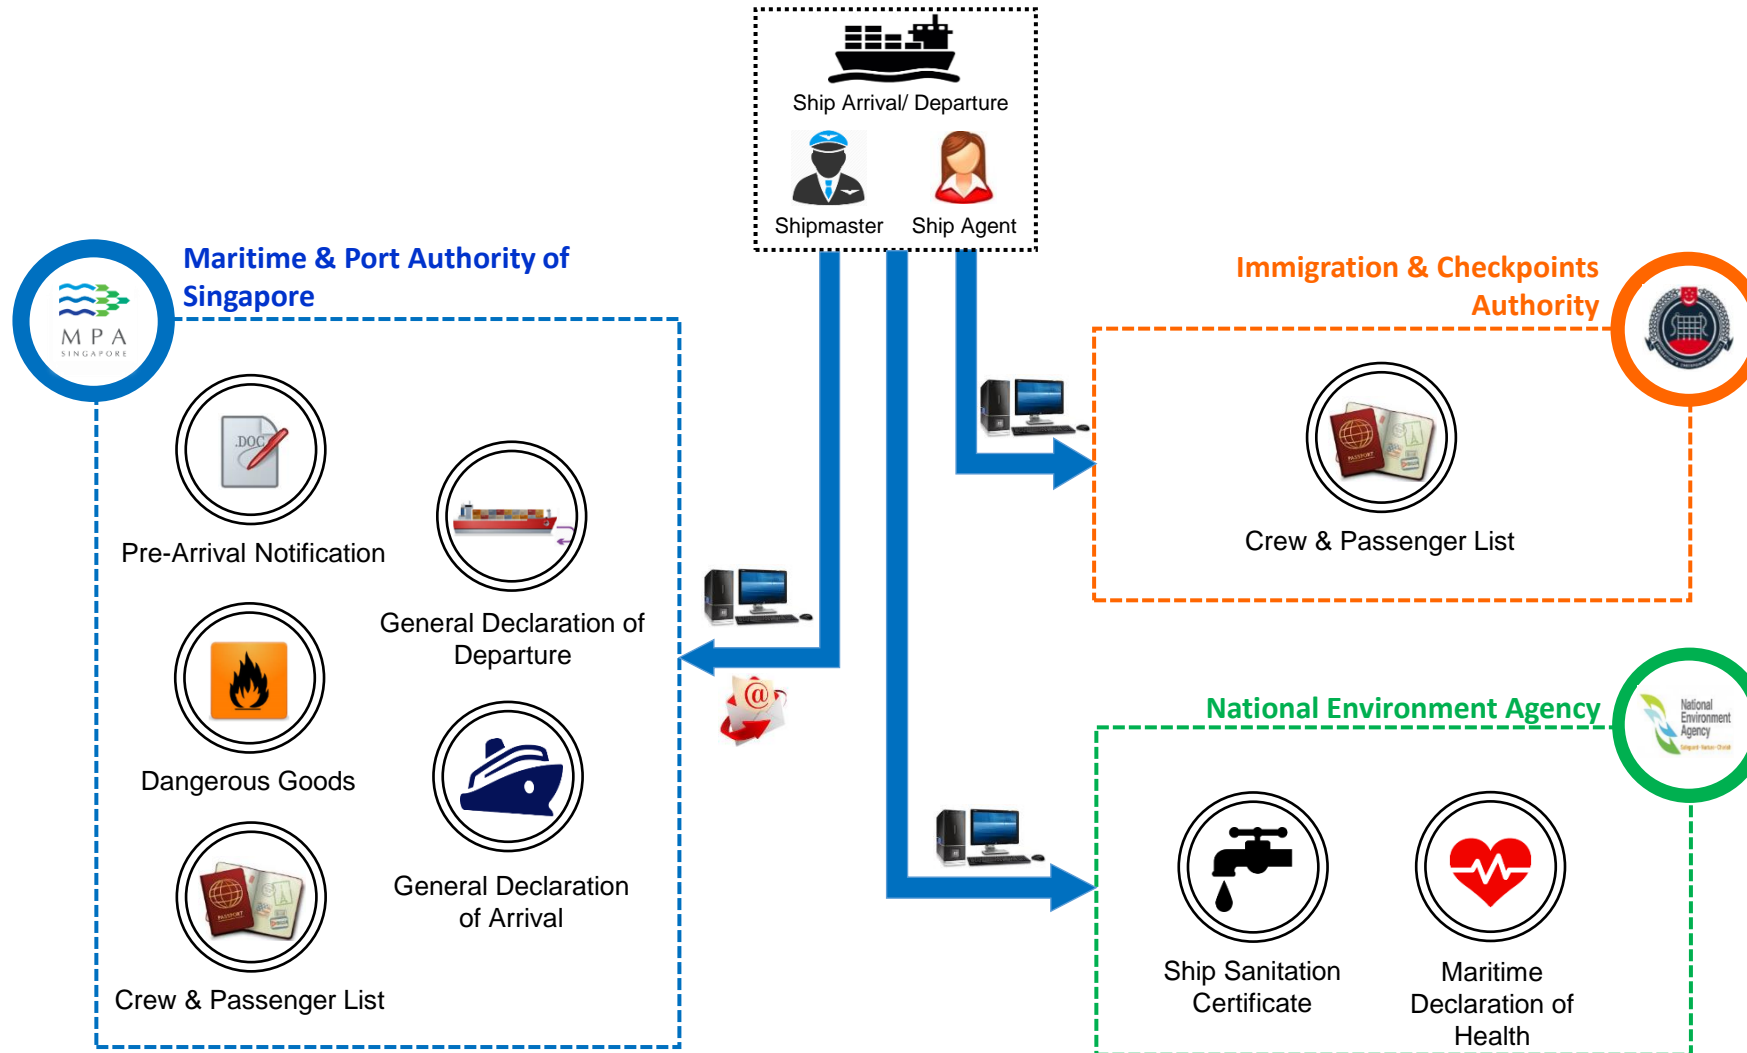 Ship Arrival/ Departure
Shipmaster
Ship Agent
Maritime & Port Authority of
Singapore
MPA
SINGAPORE
.DOC
Pre-Arrival Notification
General Declaration of
Departure
Dangerous Goods
@
General Declaration
of Arrival
PASSPORT
Crew & Passenger List
Immigration & Checkpoints
Authority
PASSPORT
Crew & Passenger List
National Environment Agency
National
Environment
Agency
Ship Sanitation
Certificate
Maritime
Declaration of
Health